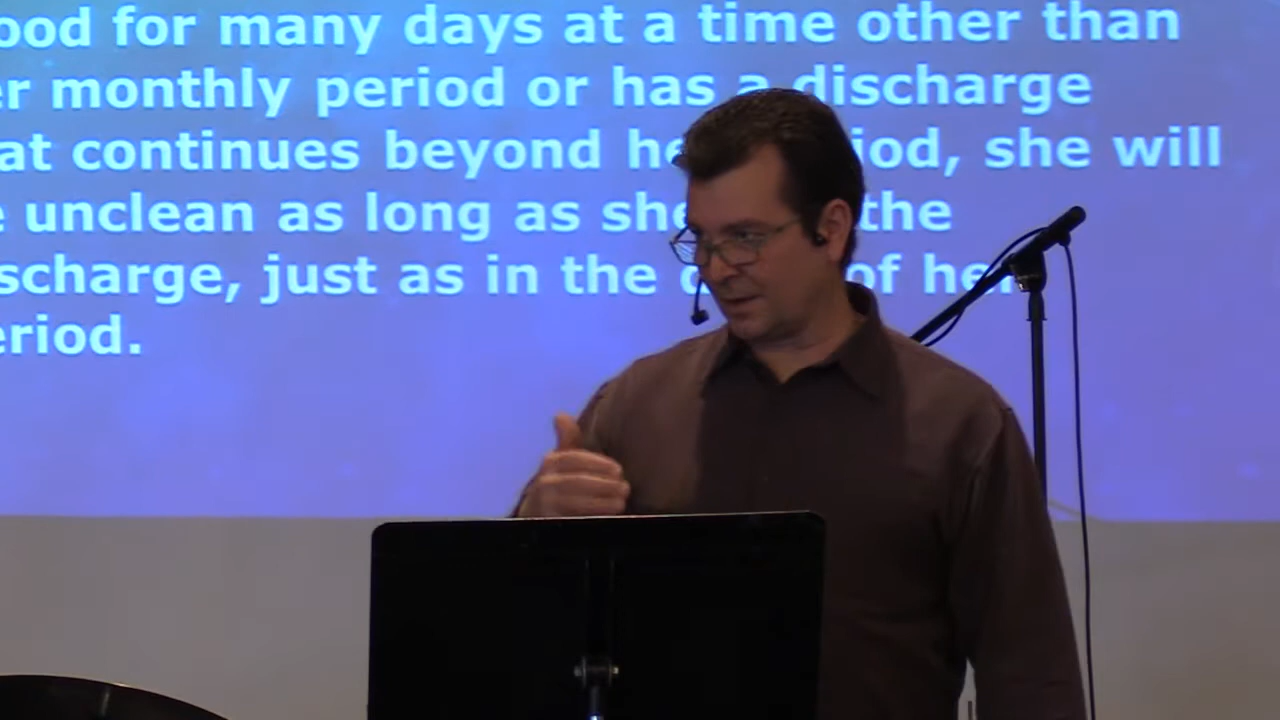 ood for many days at a time other than
er monthly period or has a discharge
at continues beyond he iod, she will
e unclean as long as she the
scharge, just as in the d of her
eriod.